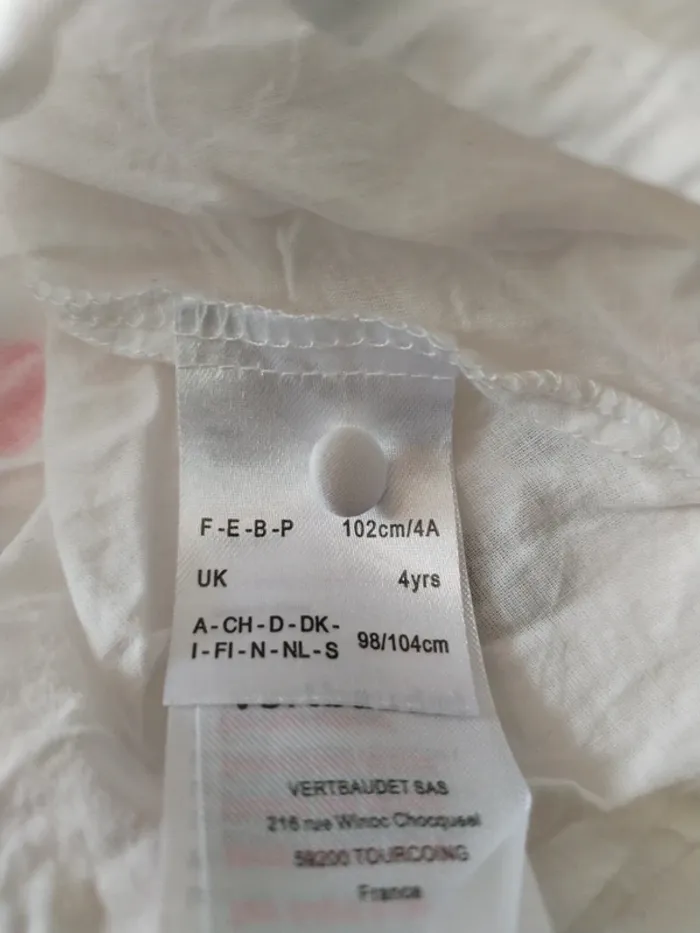 F-E-B-P 102cm/4A
UK 4yrs
A-CH-D-DK-
I-FI-N-NL-S 98/104cm
VERTBAUDET SAS
216 rue Winoc Chocqueel
59200 TOURCOING
France